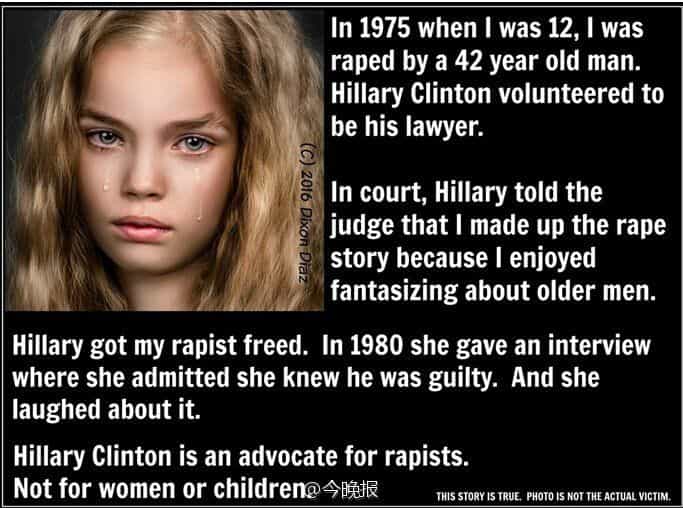 In 1975 when I was 12, I was
raped by a 42 year old man.
Hillary Clinton volunteered to
be his lawyer.
In court, Hillary told the
judge that I made up the rape
story because I enjoyed
fantasizing about older men.
(C) 2016 Dixon Diaz
Hillary got my rapist freed. In 1980 she gave an interview
where she admitted she knew he was guilty. And she
laughed about it.
Hillary Clinton is an advocate for rapists.
Not for women or children.
@今晚报
THIS STORY IS TRUE. PHOTO IS NOT THE ACTUAL VICTIM.